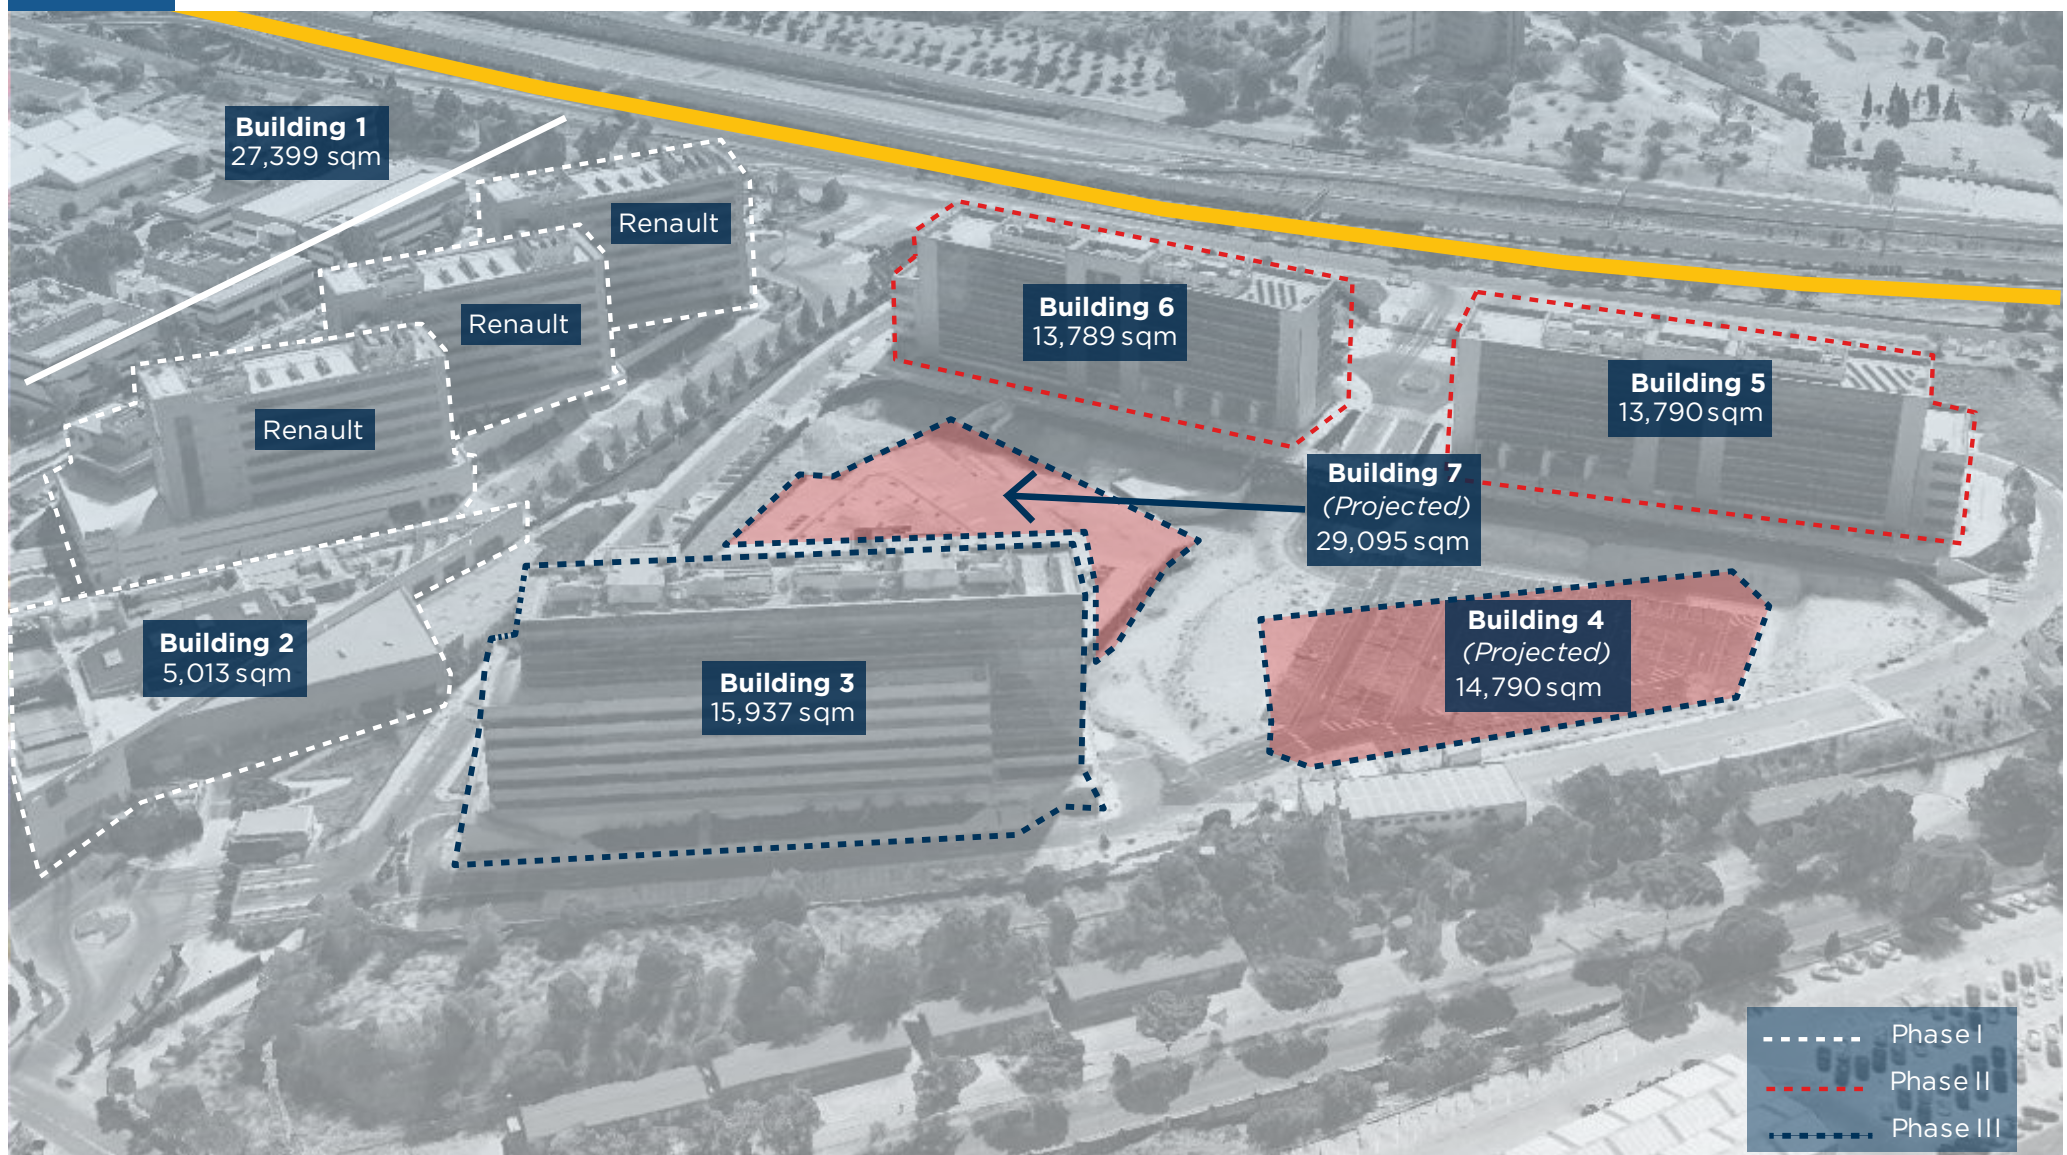 Building 1
27,399 sqm
Renault
Renault
Renault
Building 6
13,789 sqm
Building 5
13,790 sqm
Building 7
(Projected)
29,095 sqm
Building 4
(Projected)
14,790 sqm
Building 2
5,013 sqm
Building 3
15,937 sqm
Phase I
Phase II
Phase III